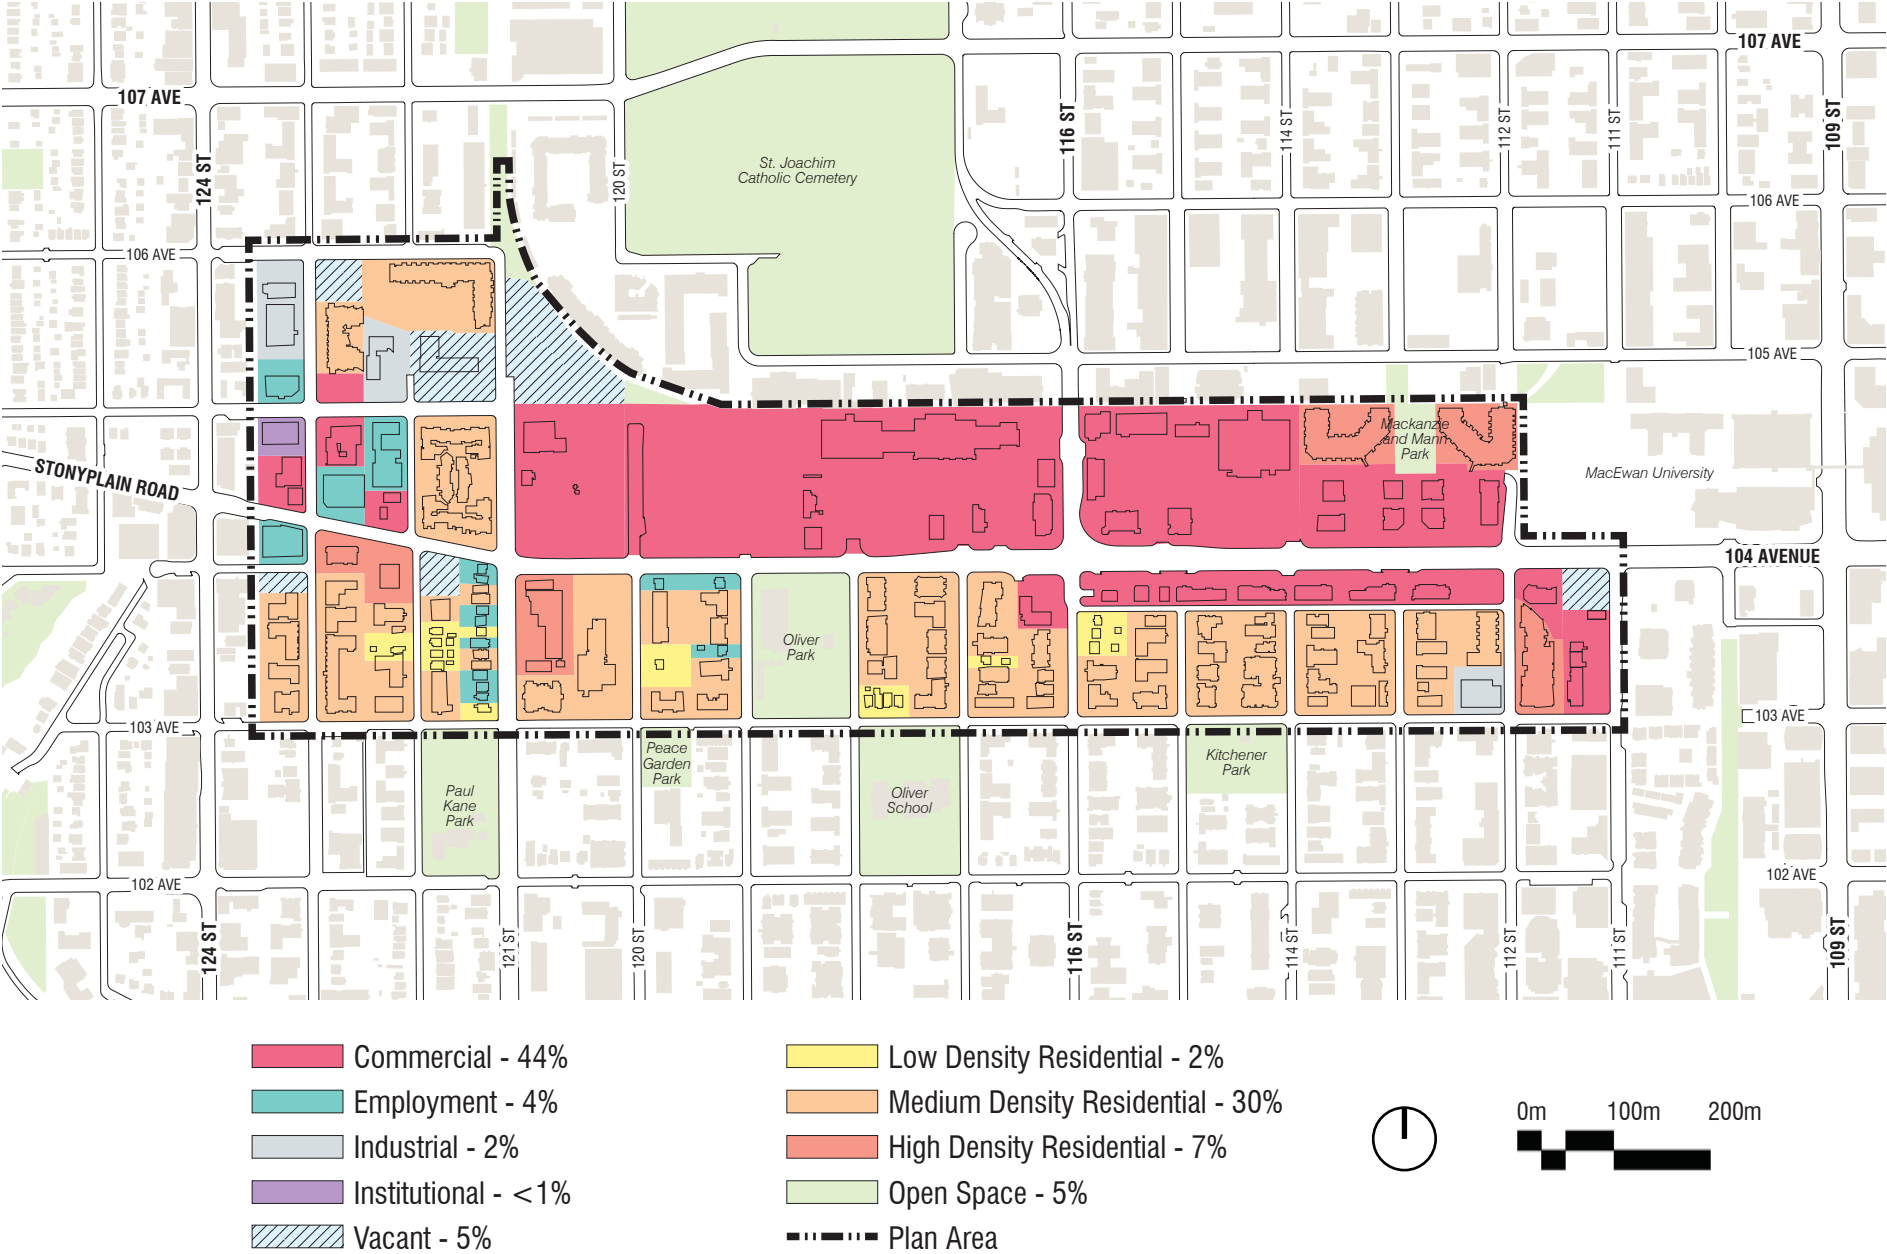 107 AVE
107 AVE
124 ST
120 ST
St. Joachim
Catholic Cemetery
116 ST
114 ST
112 ST
111 ST
109 ST
106 AVE
106 AVE
105 AVE
STONYPLAIN ROAD
Mackanzie
and Mann
Park
MacEwan University
104 AVENUE
Oliver
Park
103 AVE
103 AVE
Peace
Garden
Park
Kitchener
Park
Paul
Kane
Park
Oliver
School
102 AVE
102 AVE
124 ST
121 ST
120 ST
116 ST
114 ST
112 ST
111 ST
109 ST
Commercial - 44%
Employment - 4%
Industrial - 2%
Institutional - <1%
Vacant - 5%
Low Density Residential - 2%
Medium Density Residential - 30%
High Density Residential - 7%
Open Space - 5%
Plan Area
0m 100m 200m